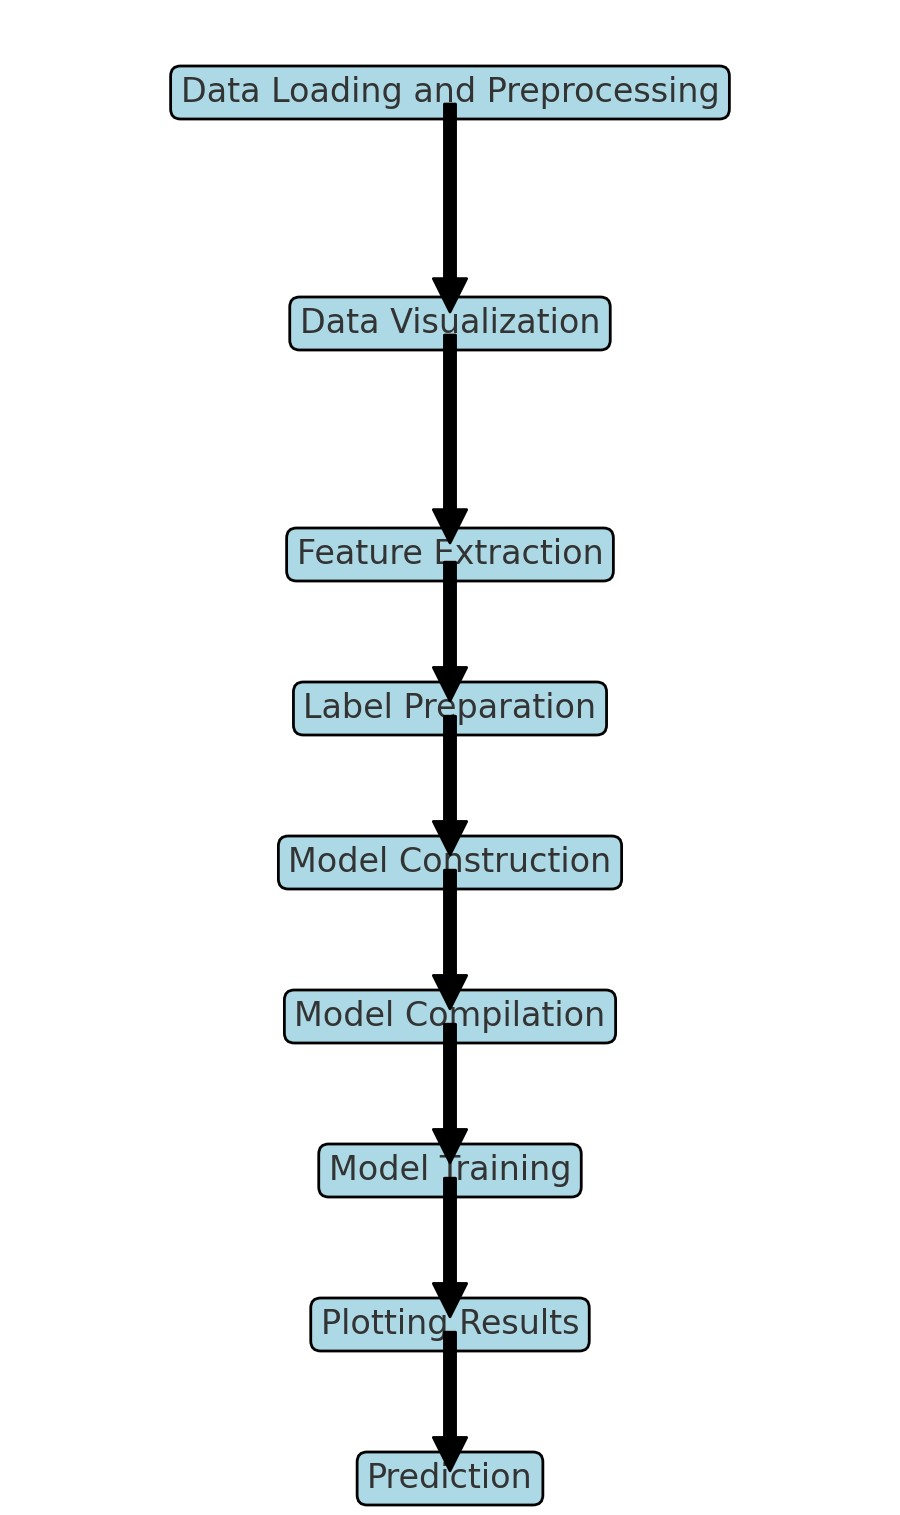 Data Loading and Preprocessing
Data Visualization
Feature Extraction
Label Preparation
Model Construction
Model Compilation
Model Training
Plotting Results
Prediction